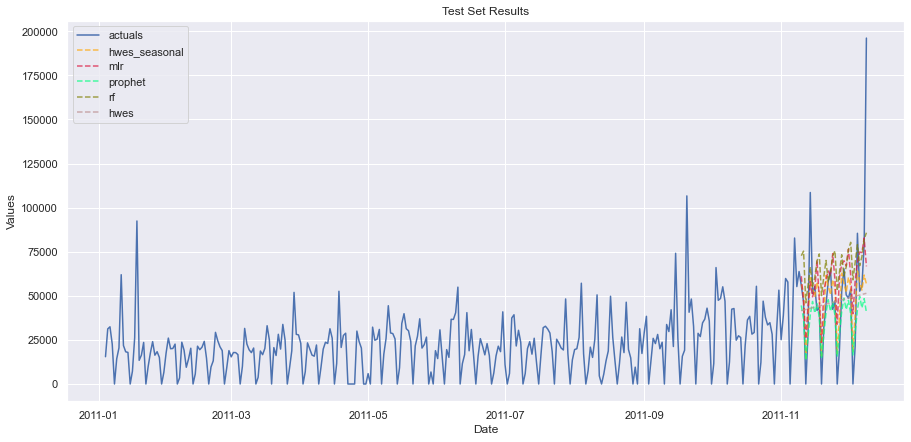 Test Set Results
actuals
hwes_seasonal
mlr
prophet
rf
hwes
200000
175000
150000
125000
100000
75000
50000
25000
0
Values
2011-01 2011-03 2011-05 2011-07 2011-09 2011-11
Date